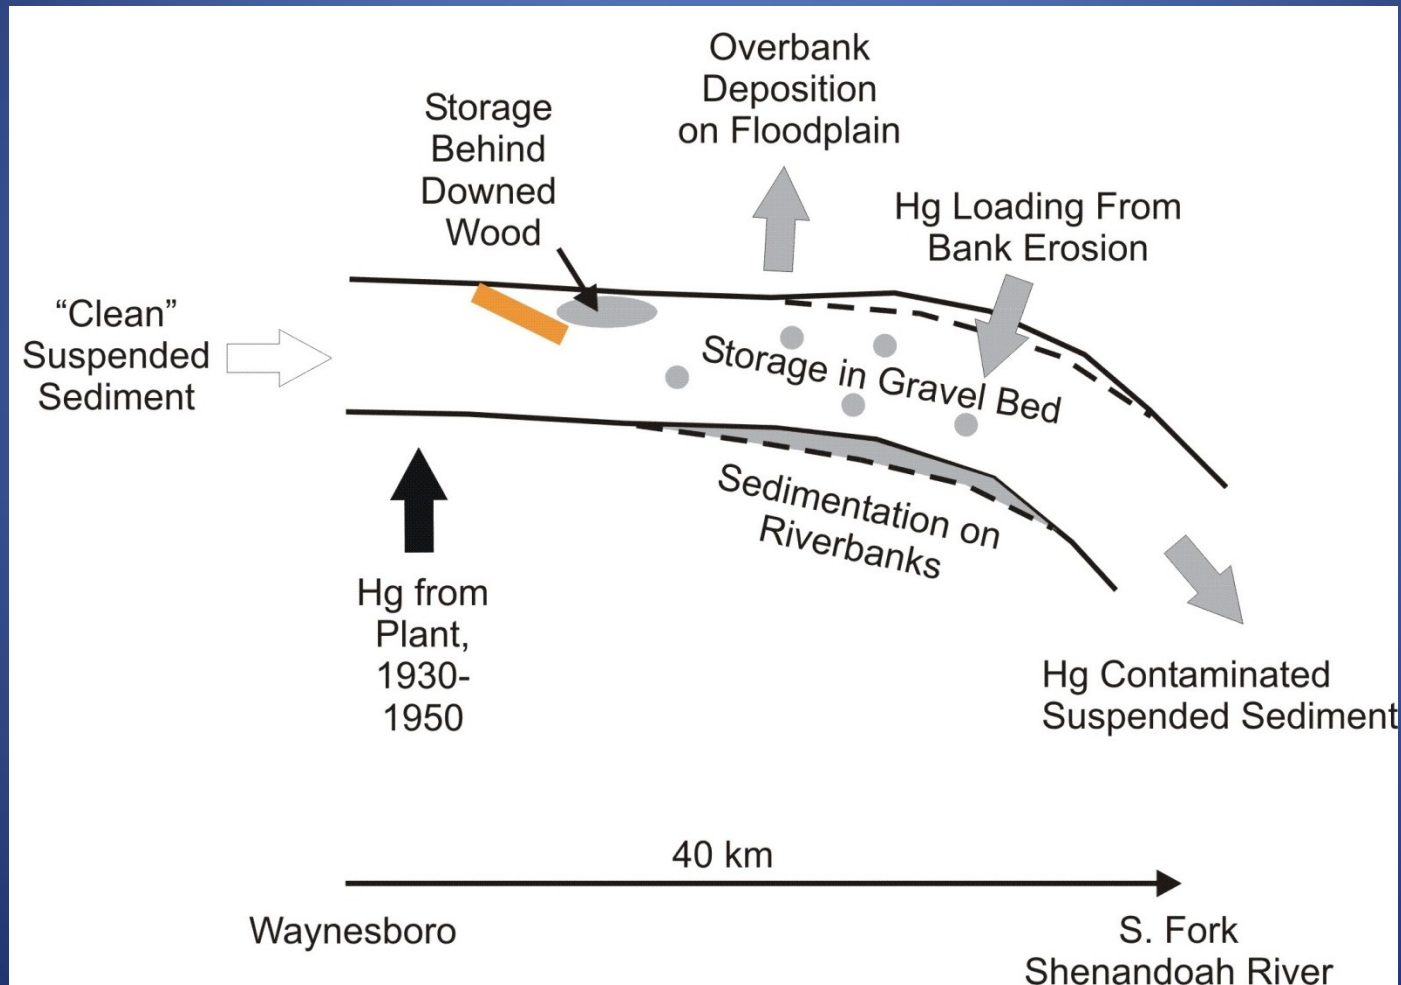 Overbank
Deposition
on Floodplain
Storage
Behind
Downed
Wood
Hg Loading From
Bank Erosion
“Clean”
Suspended
Sediment
Storage in Gravel Bed
Sedimentation on
Riverbanks
Hg from
Plant,
1930-
1950
Hg Contaminated
Suspended Sediment
40 km
Waynesboro
S. Fork
Shenandoah River